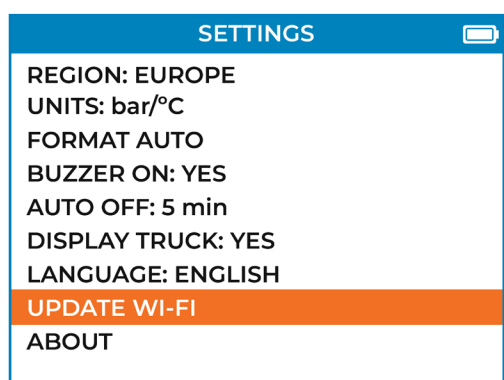 SETTINGS
REGION: EUROPE
UNITS: bar/°C
FORMAT AUTO
BUZZER ON: YES
AUTO OFF: 5 min
DISPLAY TRUCK: YES
LANGUAGE: ENGLISH
UPDATE WI-FI
ABOUT